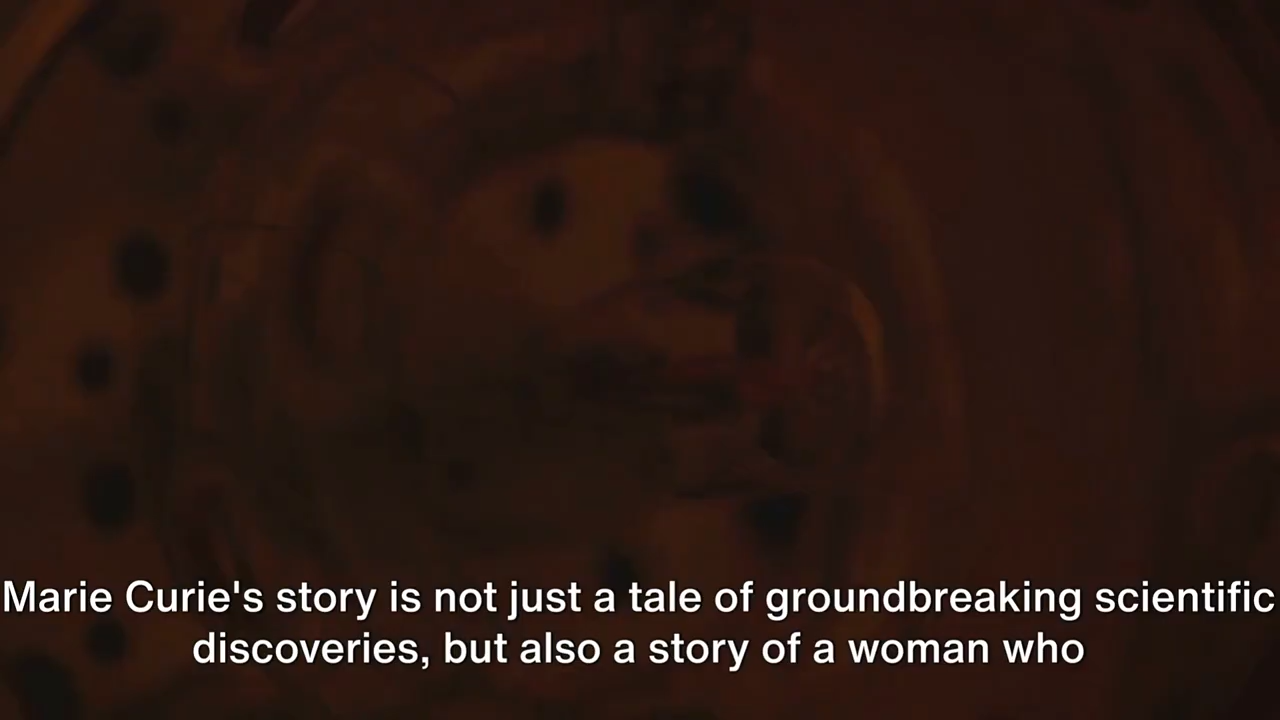 Marie Curie's story is not just a tale of groundbreaking scientific
discoveries, but also a story of a woman who